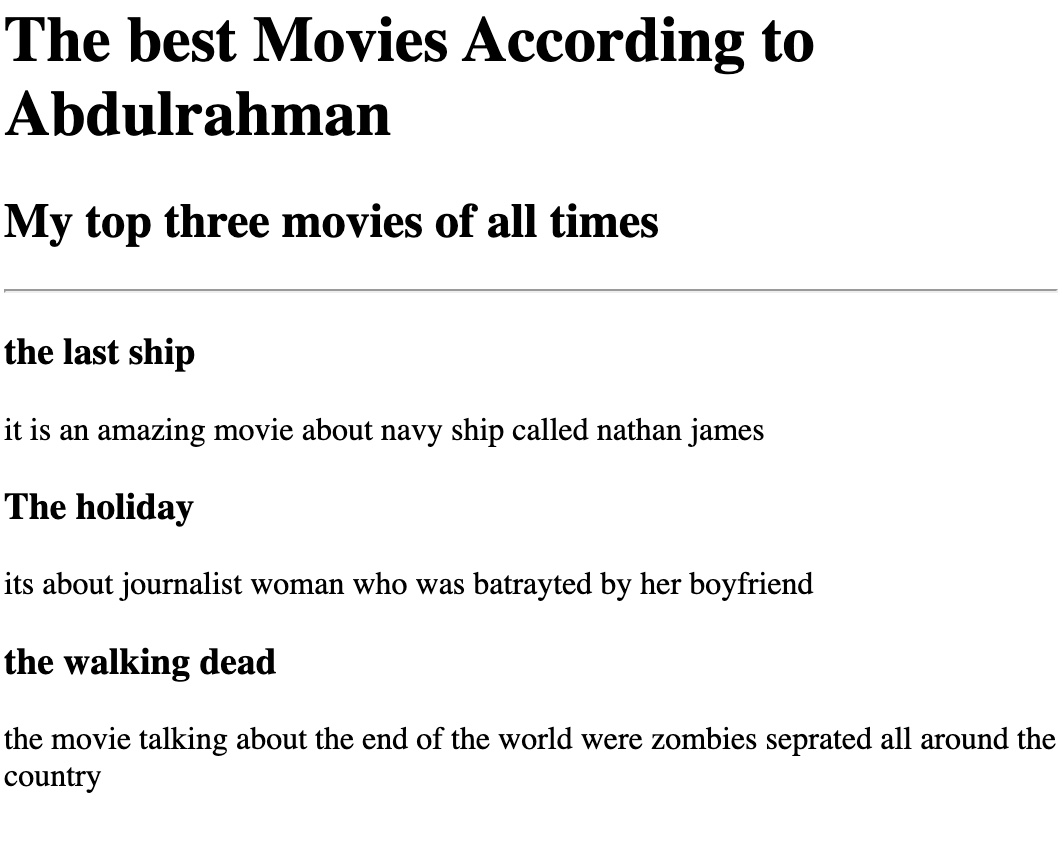 The best Movies According to
Abdulrahman
My top three movies of all times
the last ship
it is an amazing movie about navy ship called nathan james
The holiday
its about journalist woman who was batrayted by her boyfriend
the walking dead
the movie talking about the end of the world were zombies seprated all around the
country